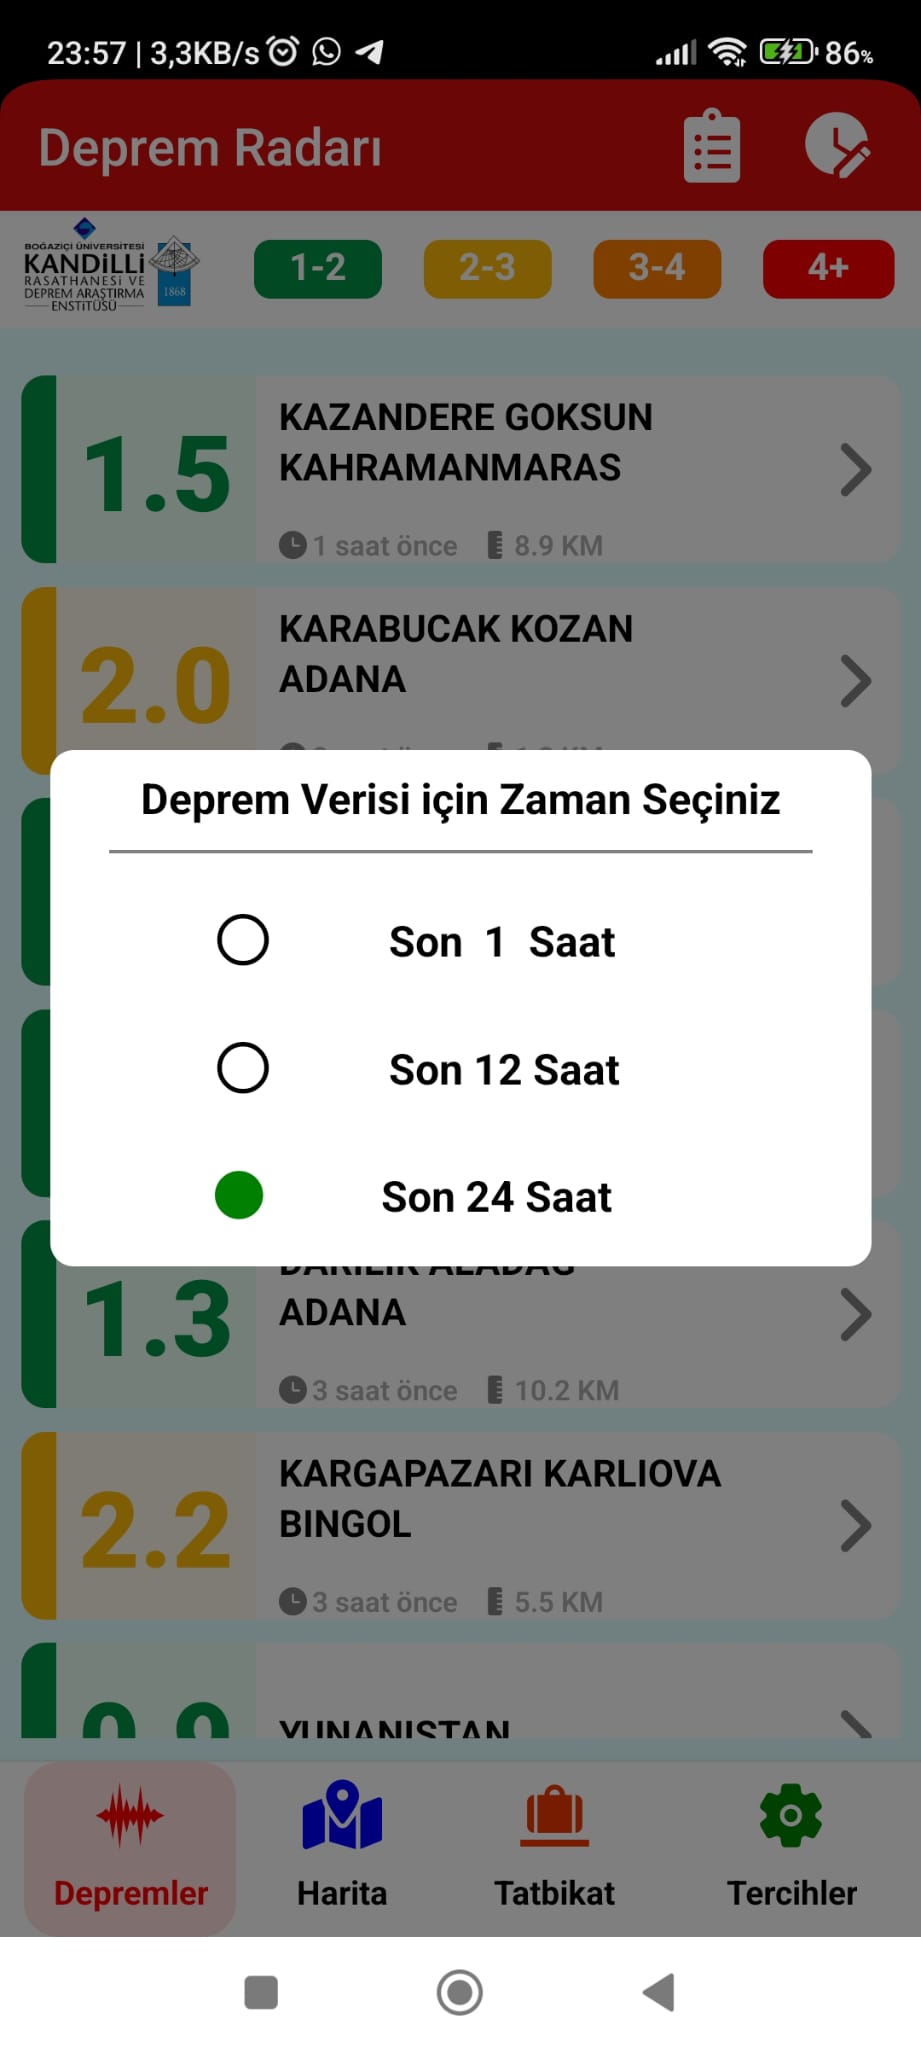 23:57 | 3,3KB/s
86%
Deprem Radarı
BOĞAZİÇİ ÜNİVERSİTESİ
KANDiLLi
RASATHANESİ VE
DEPREM ARAŞTIRMA
ENSTİTÜSÜ
1868
1-2
2-3
3-4
4+
1.5
KAZANDERE GOKSUN
KAHRAMANMARAS
1 saat önce
8.9 KM
2.0
KARABUCAK KOZAN
ADANA
Deprem Verisi için Zaman Seçiniz
Son 1 Saat
Son 12 Saat
Son 24 Saat
1.3
ADANA
3 saat önce
10.2 KM
2.2
KARGAPAZARI KARLIOVA
BINGOL
3 saat önce
5.5 KM
YUNANISTAN
Depremler
Harita
Tatbikat
Tercihler